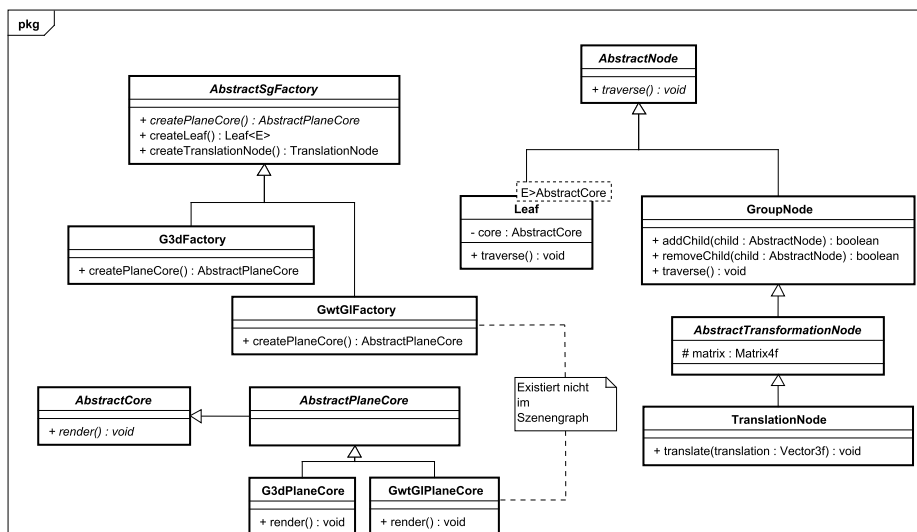 pkg
AbstractSgFactory
+ createPlaneCore() : AbstractPlaneCore
+ createLeaf() : Leaf<E>
+ createTranslationNode() : TranslationNode
AbstractNode
+ traverse() : void
E>AbstractCore
Leaf
- core : AbstractCore
+ traverse() : void
GroupNode
+ addChild(child : AbstractNode) : boolean
+ removeChild(child : AbstractNode) : boolean
+ traverse() : void
G3dFactory
+ createPlaneCore() : AbstractPlaneCore
GwtGlFactory
+ createPlaneCore() : AbstractPlaneCore
AbstractTransformationNode
# matrix : Matrix4f
Existiert nicht
im
Szenengraph
TranslationNode
+ translate(translation : Vector3f) : void
AbstractCore
+ render() : void
AbstractPlaneCore
G3dPlaneCore
+ render() : void
GwtGlPlaneCore
+ render() : void